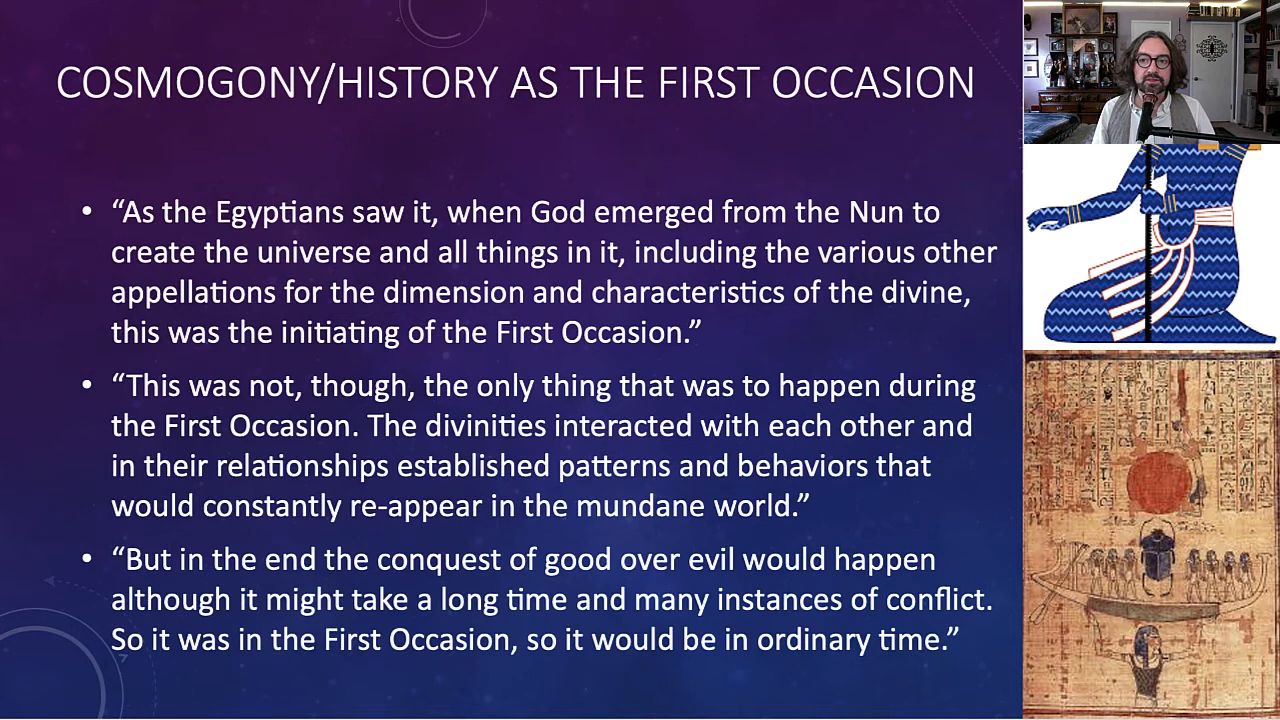 COSMOGONY/HISTORY AS THE FIRST OCCASION
• “As the Egyptians saw it, when God emerged from the Nun to
create the universe and all things in it, including the various other
appellations for the dimension and characteristics of the divine,
this was the initiating of the First Occasion.”
• “This was not, though, the only thing that was to happen during
the First Occasion. The divinities interacted with each other and
in their relationships established patterns and behaviors that
would constantly re-appear in the mundane world.”
• “But in the end the conquest of good over evil would happen
although it might take a long time and many instances of conflict.
So it was in the First Occasion, so it would be in ordinary time.”